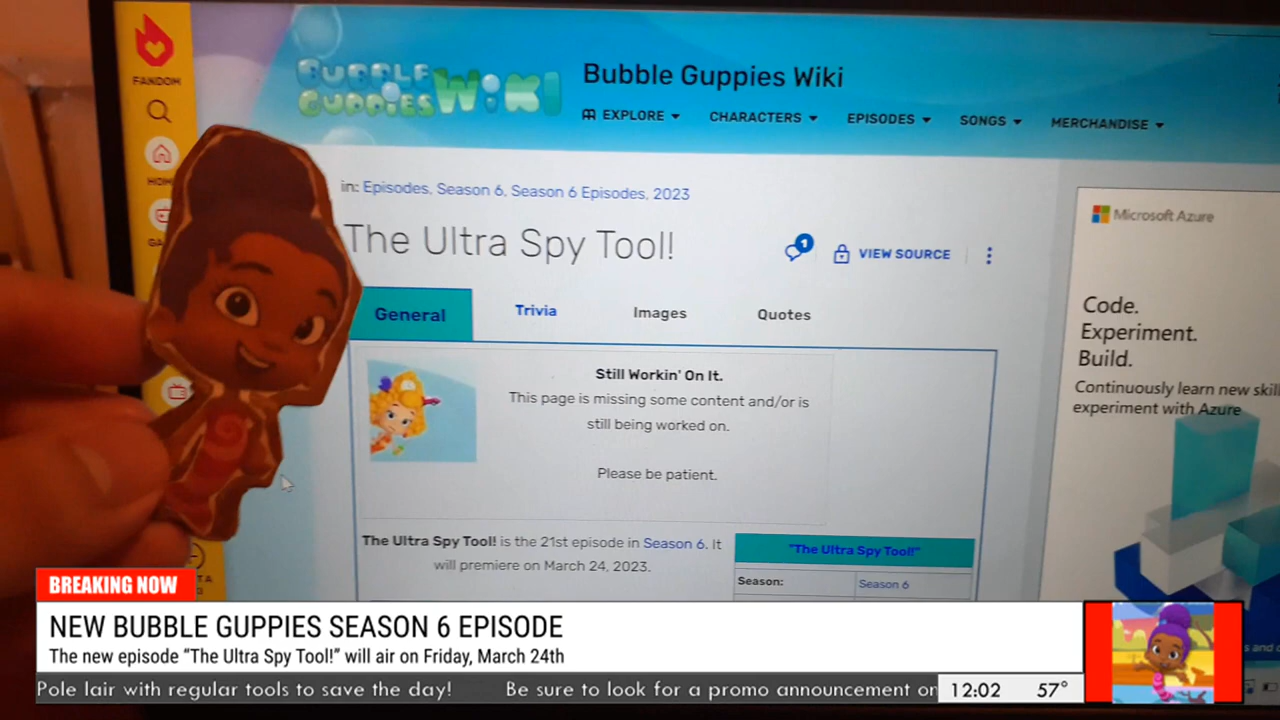 FANDOM
BUBBLE GUPPIES WiKi
Bubble Guppies Wiki
EXPLORE CHARACTERS EPISODES SONGS MERCHANDISE
in: Episodes, Season 6, Season 6 Episodes, 2023
The Ultra Spy Tool!
1 VIEW SOURCE
General Trivia Images Quotes
Still Workin' On It.
This page is missing some content and/or is
still being worked on.
Please be patient.
The Ultra Spy Tool! is the 21st episode in Season 6. It
will premiere on March 24, 2023.
"The Ultra Spy Tool!"
Season: Season 6
Microsoft Azure
Code.
Experiment.
Build.
Continuously learn new skil
experiment with Azure
BREAKING NOW
NEW BUBBLE GUPPIES SEASON 6 EPISODE
The new episode “The Ultra Spy Tool!” will air on Friday, March 24th
Pole lair with regular tools to save the day! Be sure to look for a promo announcement on
12:02 57°